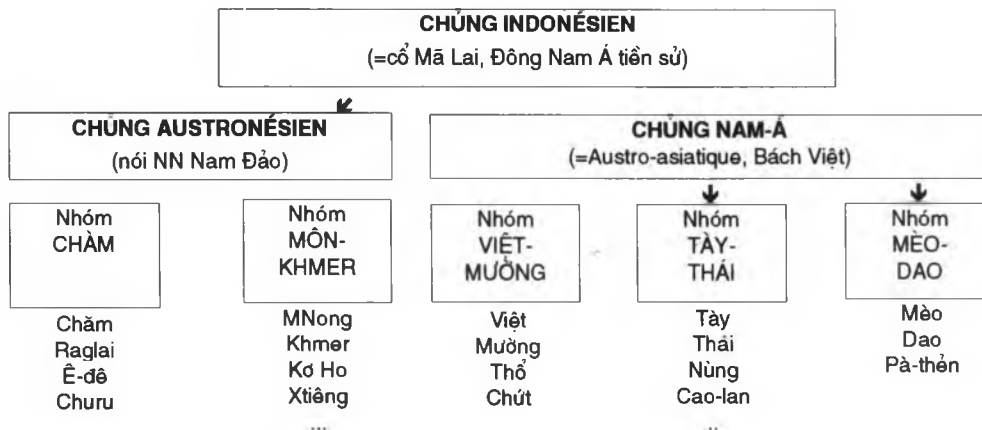 CHỦNG INDONÉSIEN
(=cổ Mã Lai, Đông Nam Á tiền sử)
CHỦNG AUSTRONÉSIEN
(nói NN Nam Đảo)
CHỦNG NAM-Á
(=Austro-asiatique, Bách Việt)
Nhóm
CHÀM
Nhóm
MÔN-
KHMER
Nhóm
VIỆT-
MƯỜNG
Nhóm
TÀY-
THÁI
Nhóm
MÈO-
DAO
Chăm
Raglai
Ê-đê
Churu
MNong
Khmer
Kơ Ho
Xtiêng
...
Việt
Mường
Thổ
Chứt
Tày
Thái
Nùng
Cao-lan
..
Mèo
Dao
Pà-thẻn